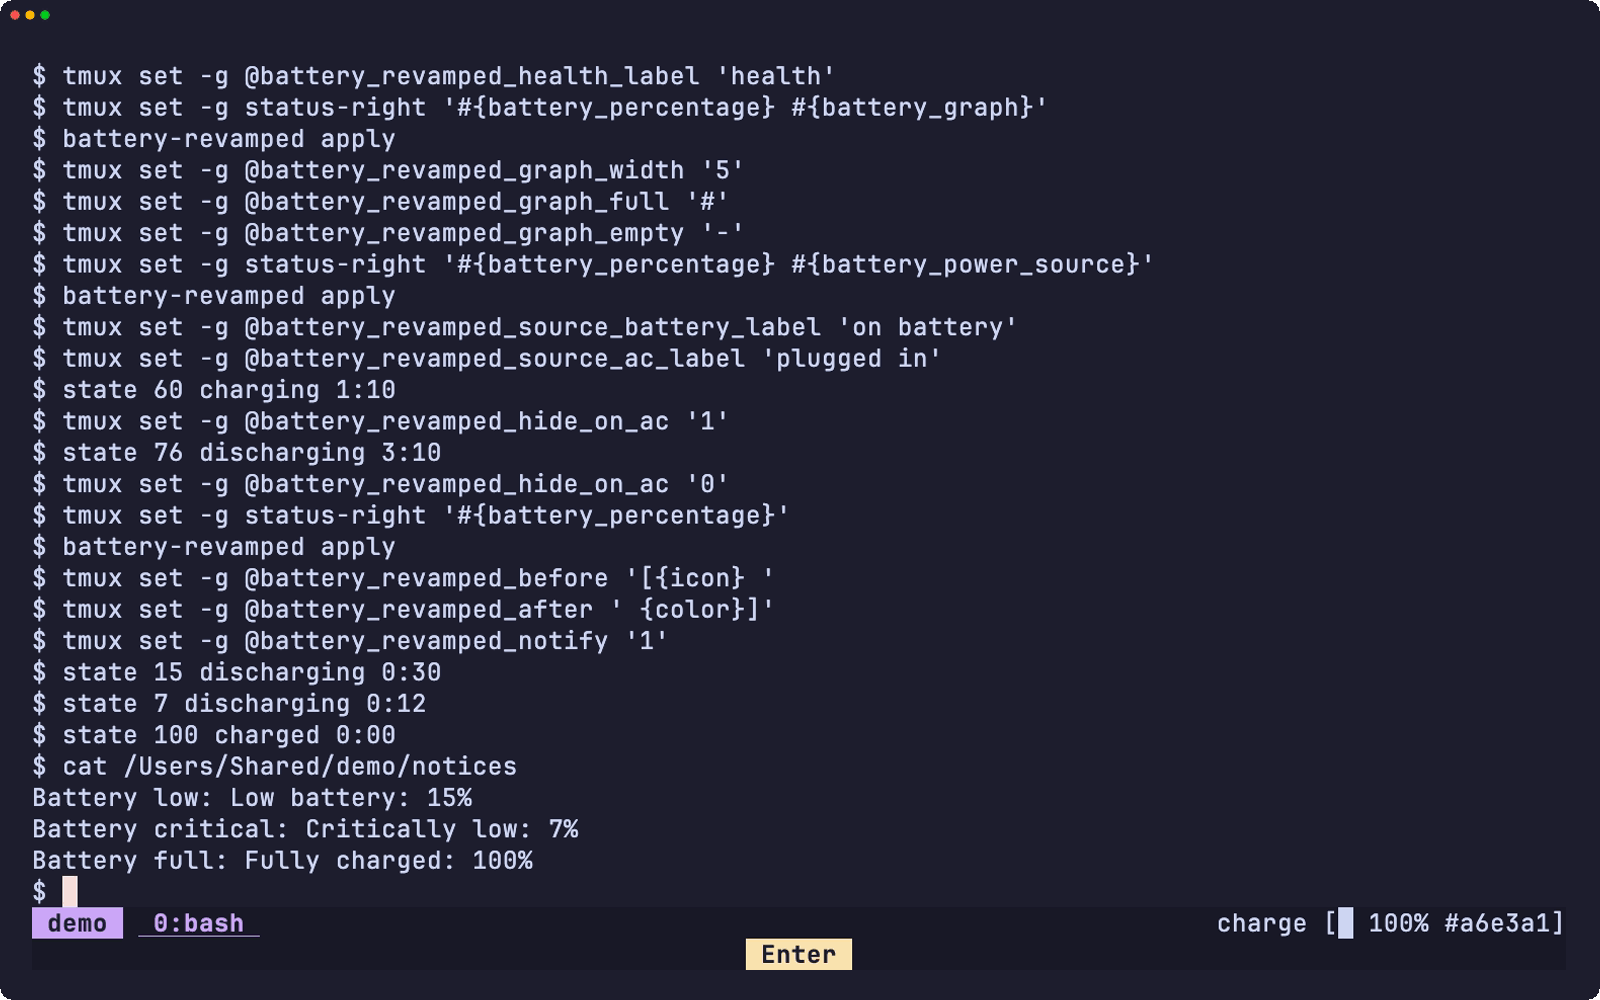 $ tmux set -g @battery_revamped_health_label 'health'
$ tmux set -g status-right '#{battery_percentage} #{battery_graph}'
$ battery-revamped apply
$ tmux set -g @battery_revamped_graph_width '5'
$ tmux set -g @battery_revamped_graph_full '#'
$ tmux set -g @battery_revamped_graph_empty '-'
$ tmux set -g status-right '#{battery_percentage} #{battery_power_source}'
$ battery-revamped apply
$ tmux set -g @battery_revamped_source_battery_label 'on battery'
$ tmux set -g @battery_revamped_source_ac_label 'plugged in'
$ state 60 charging 1:10
$ tmux set -g @battery_revamped_hide_on_ac '1'
$ state 76 discharging 3:10
$ tmux set -g @battery_revamped_hide_on_ac '0'
$ tmux set -g status-right '#{battery_percentage}'
$ battery-revamped apply
$ tmux set -g @battery_revamped_before '[{icon} '
$ tmux set -g @battery_revamped_after ' {color}]'
$ tmux set -g @battery_revamped_notify '1'
$ state 15 discharging 0:30
$ state 7 discharging 0:12
$ state 100 charged 0:00
$ cat /Users/Shared/demo/notices
Battery low: Low battery: 15%
Battery critical: Critically low: 7%
Battery full: Fully charged: 100%
$
demo 0:bash charge [█ 100% #a6e3a1]
Enter